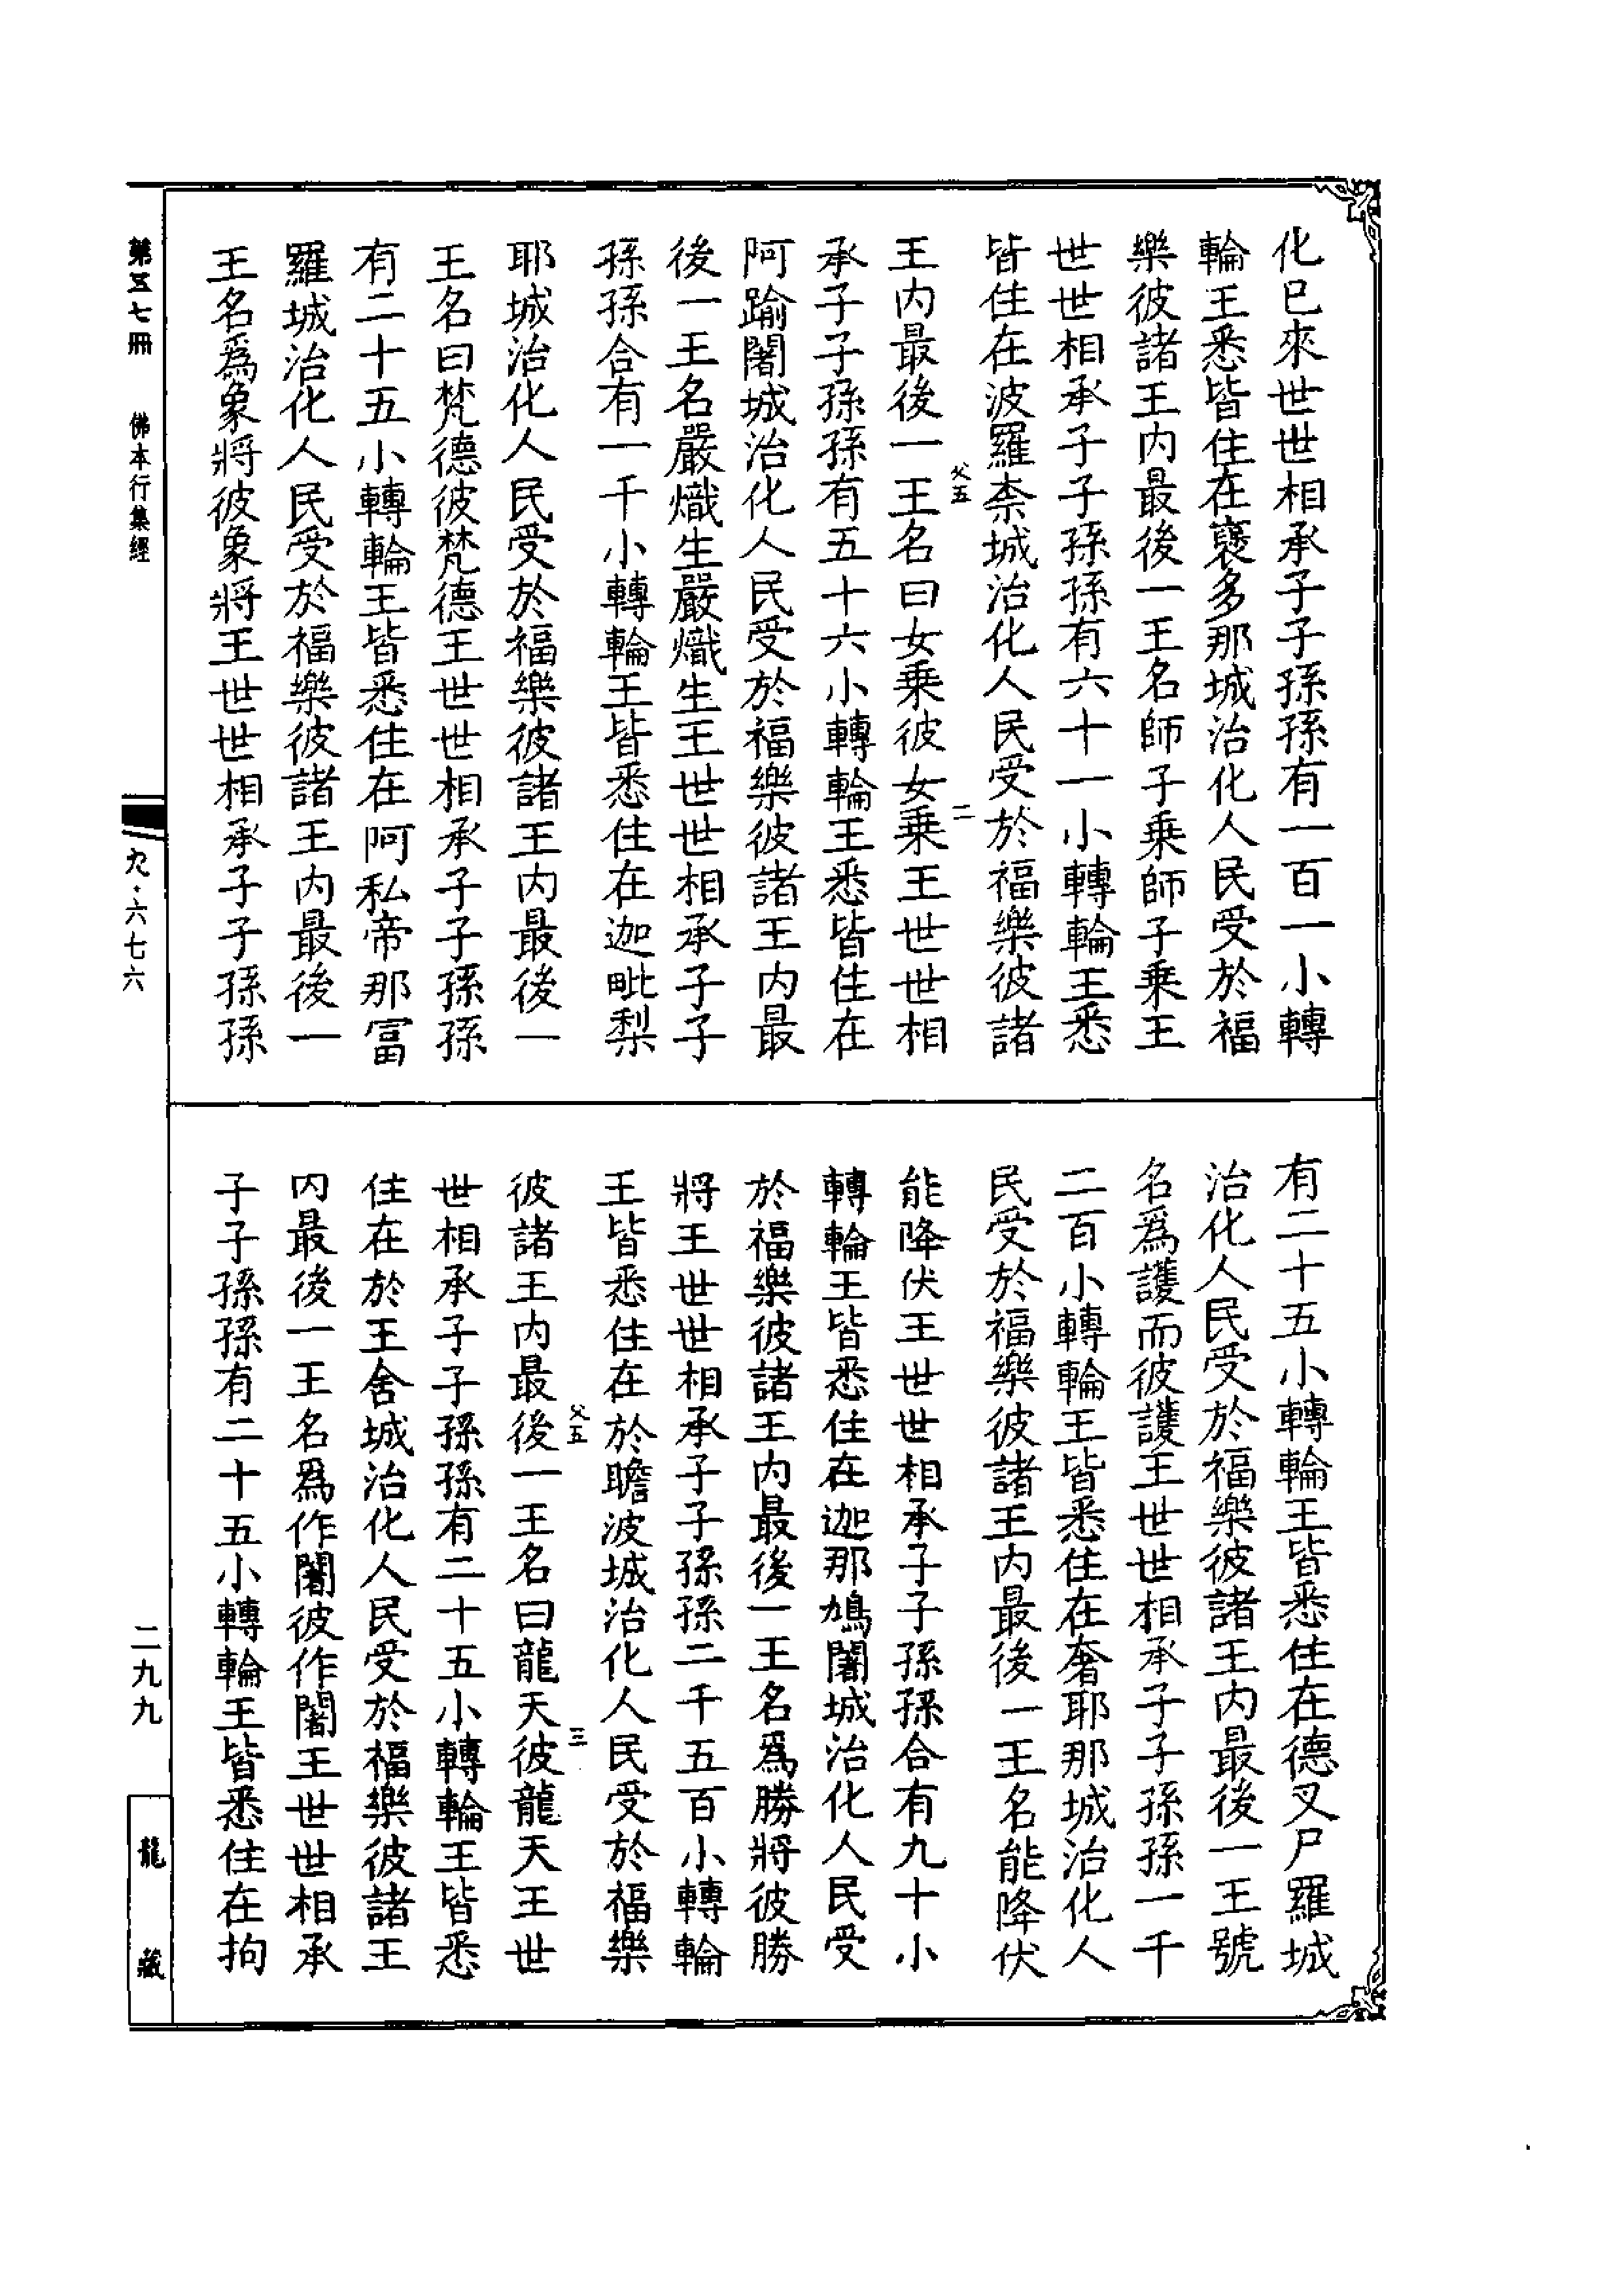 化已來世世相承子子孫孫有一百一小轉
輪王悉皆住在褒多那城治化人民受於福
樂彼諸王內最後一王名師子乗師子乗王
世世相承子子孫孫有六十一小轉輪王悉
皆住在波羅柰城治化人民受於福樂彼諸
父五
二
王內最後一王名曰女乗彼女乗王世世相
承子子孫孫有五十六小轉輪王悉皆住在
阿踰闍城治化人民受於福樂彼諸王內最
後一王名嚴熾生嚴熾生王世世相承子子
孫孫合有一千小轉輪王皆悉住在迦毗梨
耶城治化人民受於福樂彼諸王內最後一
王名曰梵德彼梵德王世世相承子子孫孫
有二十五小轉輪王皆悉住在阿私帝那富
羅城治化人民受於福樂彼諸王內最後一
王名為象將彼象將王世世相承子子孫孫
有二十五小轉輪王皆悉住在德叉尸羅城
治化人民受於福樂彼諸王內最後一王號
名為護而彼護王世世相承子子孫孫一千
二百小轉輪王皆悉住在奢耶那城治化人
民受於福樂彼諸王內最後一王名能降伏
能降伏王世世相承子子孫孫合有九十小
轉輪王皆悉住在迦那鳩闍城治化人民受
於福樂彼諸王內最後一王名為勝將彼勝
將王世世相承子子孫孫二千五百小轉輪
王皆悉住在於瞻波城治化人民受於福樂
父五
三
彼諸王內最後一王名曰龍天彼龍天王世
世相承子子孫孫有二十五小轉輪王皆悉
住在於王舍城治化人民受於福樂彼諸王
內最後一王名為作闍彼作闍王世世相承
子子孫孫有二十五小轉輪王皆悉住在拘
第五七冊 佛本行集經
九·六七六
二九九
龍藏